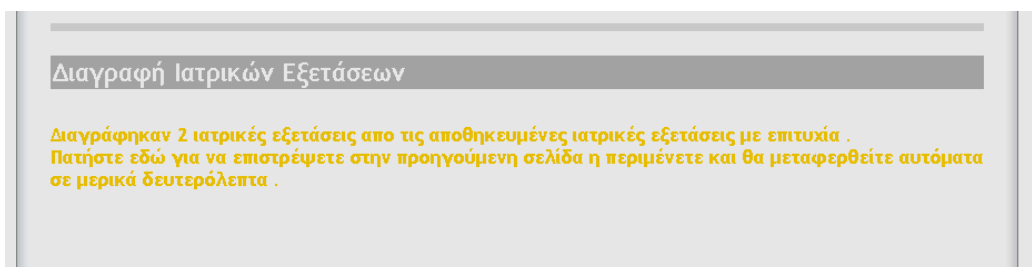 Διαγραφή Ιατρικών Εξετάσεων
Διαγράφηκαν 2 ιατρικές εξετάσεις απο τις αποθηκευμένες ιατρικές εξετάσεις με επιτυχία .
Πατήστε εδώ για να επιστρέψετε στην προηγούμενη σελίδα η περιμένετε και θα μεταφερθείτε αυτόματα
σε μερικά δευτερόλεπτα .